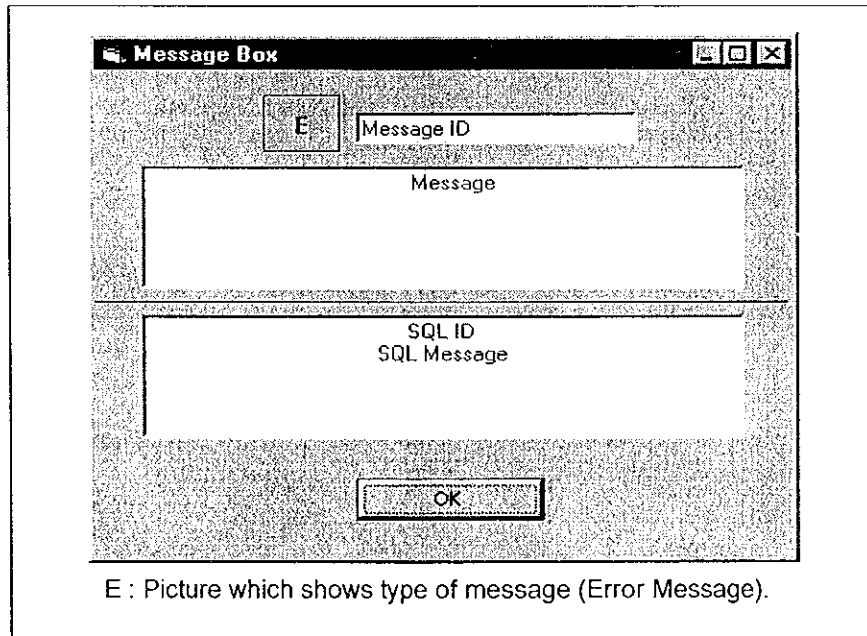 Message Box
E
Message ID
Message
SQL ID
SQL Message
OK
E : Picture which shows type of message (Error Message).